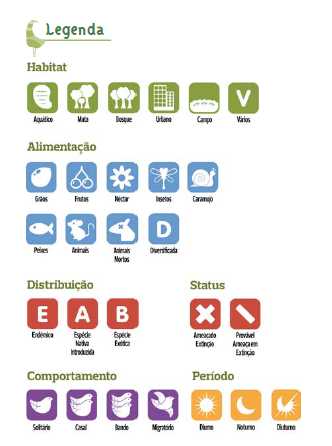 Legenda
Habitat
Aquático Mata Bosque Urbano Campo Vários
V
Alimentação
Grãos Frutos Néctar Insetos Caramujo
D
Peixes Animais Animais Mortos Diversificada
Distribuição
E A B
Endêmico Espécie Nativa Introduzida Espécie Exótica
Status
Ameaçado Extinção Provável Ameaça em Extinção
Comportamento
Solitário Casal Bando Migratório
Período
Diurno Noturno Diuturno